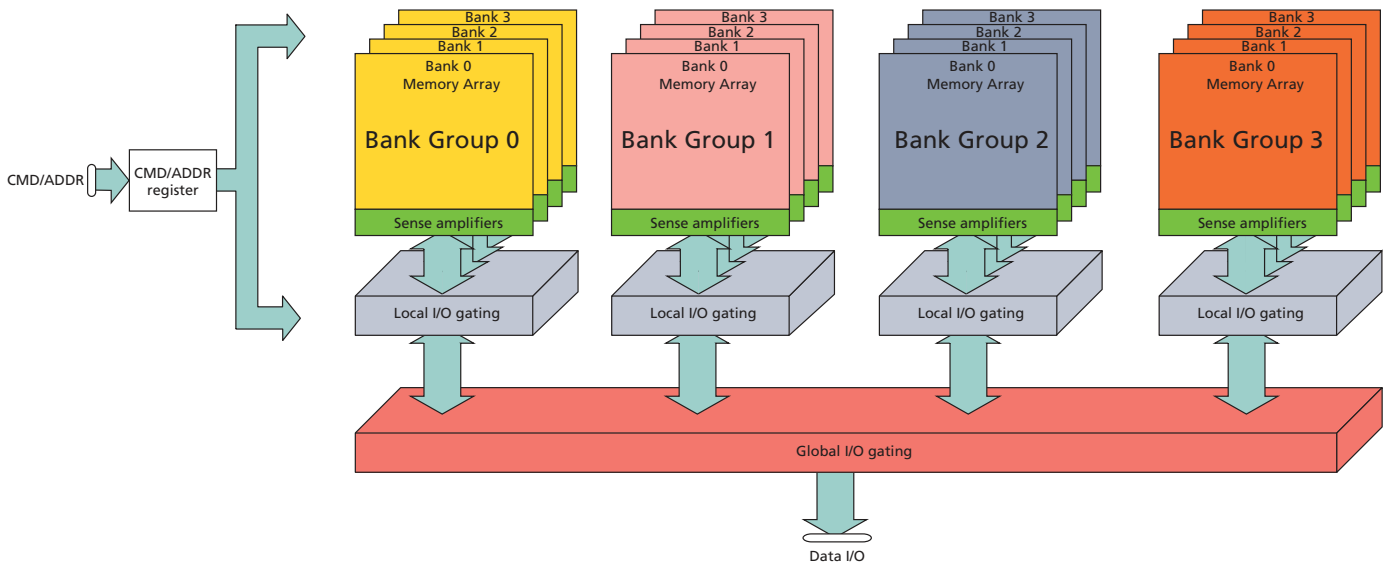 CMD/ADDR
CMD/ADDR
register
Bank 3
Bank 2
Bank 1
Bank 0
Memory Array
Bank Group 0
Sense amplifiers
Local I/O gating
Bank 3
Bank 2
Bank 1
Bank 0
Memory Array
Bank Group 1
Sense amplifiers
Local I/O gating
Bank 3
Bank 2
Bank 1
Bank 0
Memory Array
Bank Group 2
Sense amplifiers
Local I/O gating
Bank 3
Bank 2
Bank 1
Bank 0
Memory Array
Bank Group 3
Sense amplifiers
Local I/O gating
Global I/O gating
Data I/O